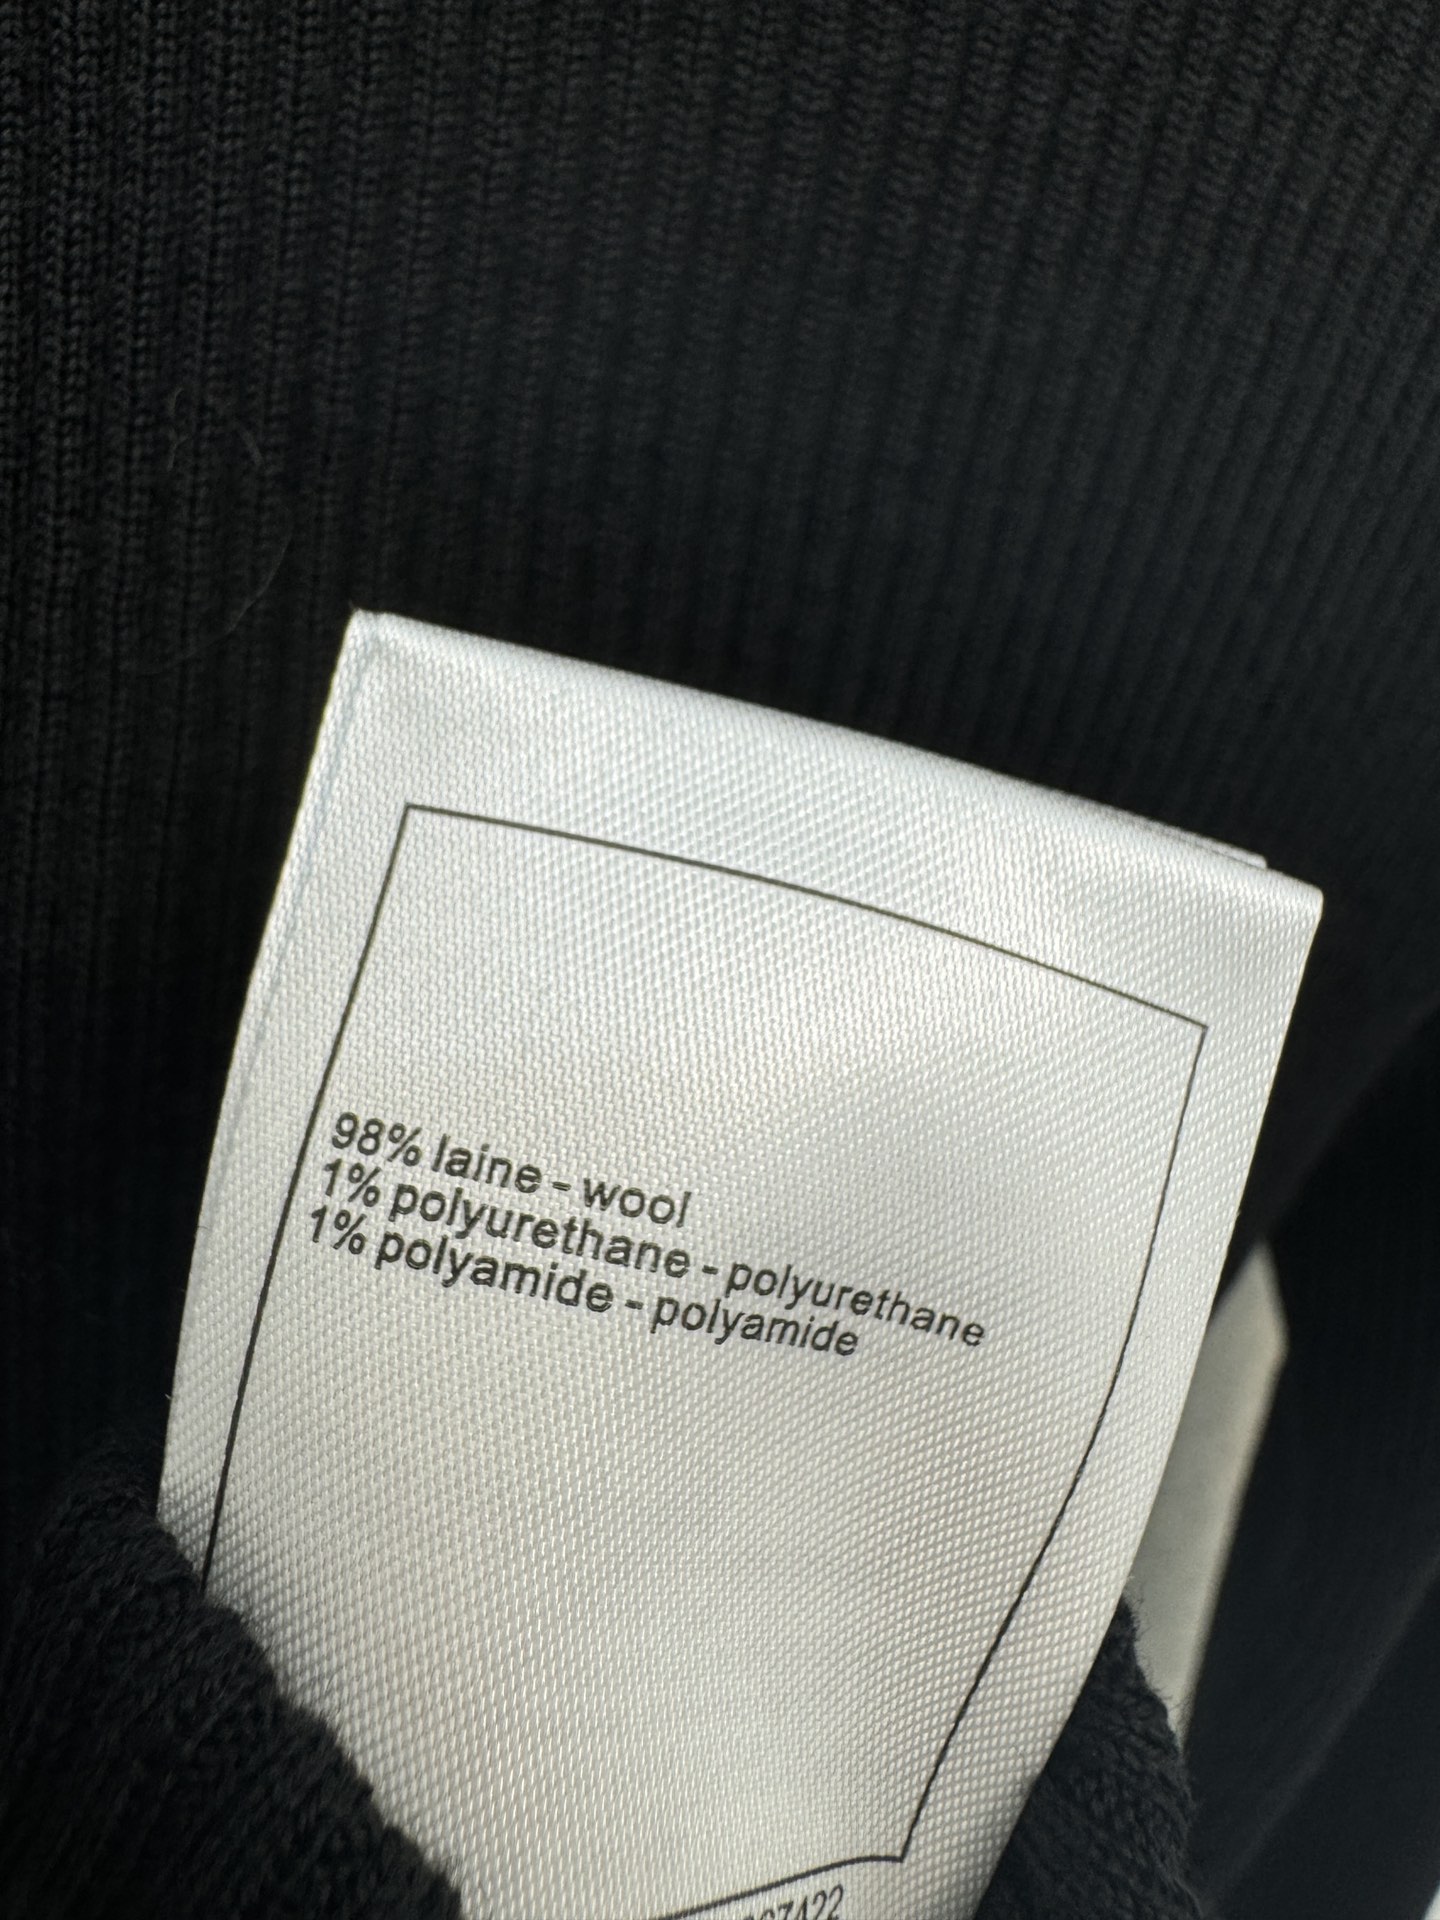 98% laine - wool
1% polyurethane - polyurethane
1% polyamide - polyamide